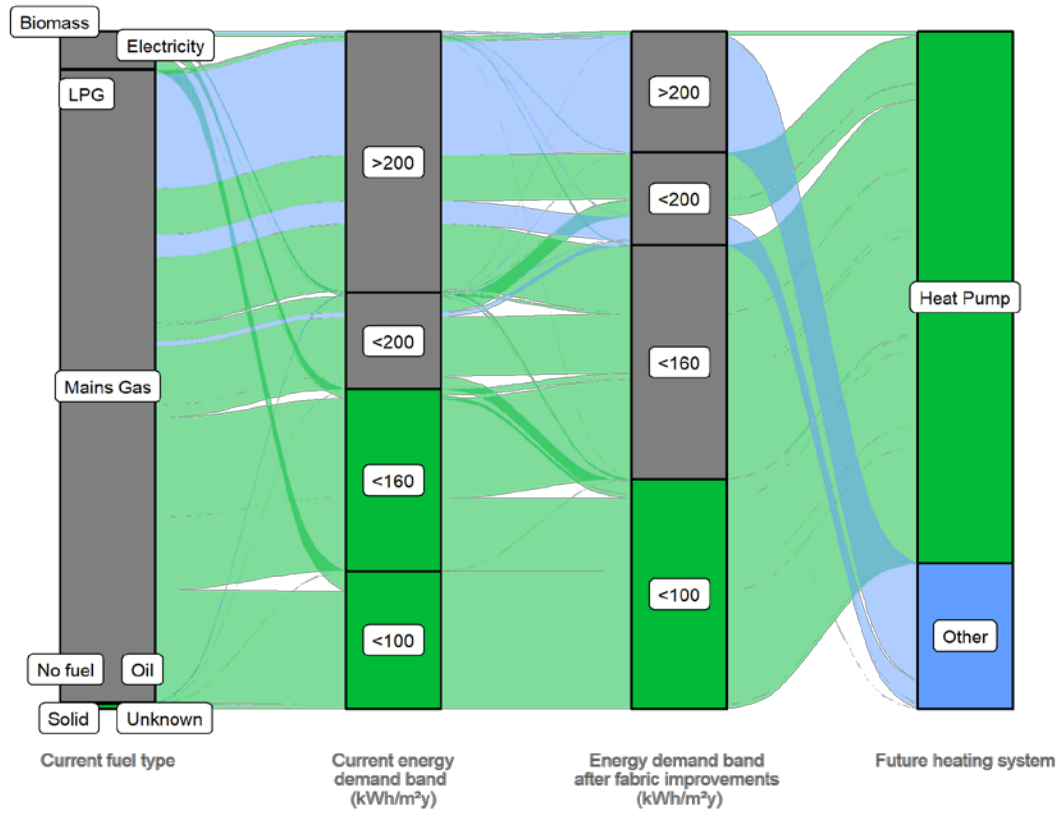 Biomass
Electricity
LPG
>200
>200
<200
Heat Pump
<200
Mains Gas
<160
<160
<100
<100
Other
No fuel
Oil
Solid
Unknown
Current fuel type
Current energy
demand band
(kWh/m²y)
Energy demand band
after fabric improvements
(kWh/m²y)
Future heating system